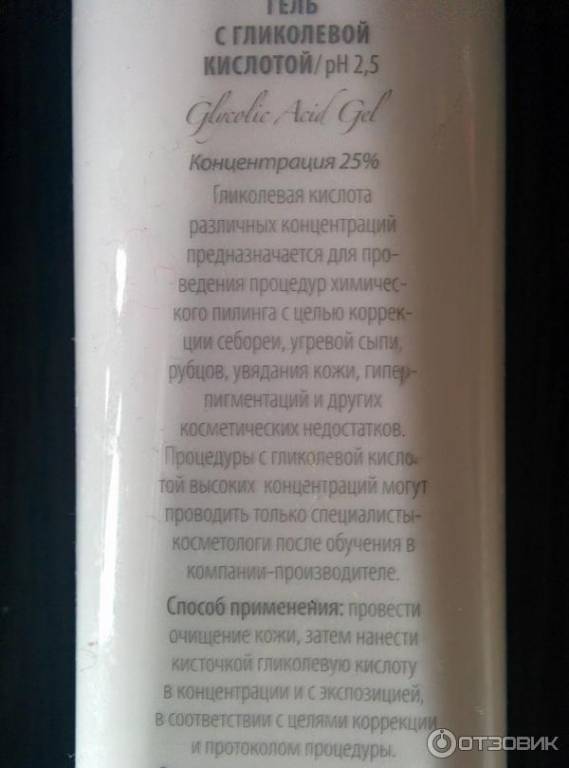 ГЕЛЬ
С ГЛИКОЛЕВОЙ
КИСЛОТОЙ/pH 2,5
Glycolic Acid Gel
Концентрация 25%
Гликолевая кислота
различных концентраций
предназначается для про-
ведения процедур химичес-
кого пилинга с целью коррек-
ции себореи, угревой сыпи,
рубцов, увядания кожи, гипер-
пигментаций и других
косметических недостатков.
Процедуры с гликолевой кисло-
той высоких концентраций могут
проводить только специалисты-
косметологи после обучения в
компании-производителе.
Способ применения: провести
очищение кожи, затем нанести
кисточкой гликолевую кислоту
в концентрации и с экспозицией,
в соответствии с целями коррекции
и протоколом процедуры.
ОТЗОВИК